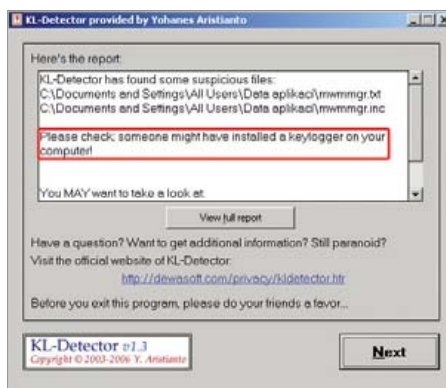 KL-Detector provided by Yohanes Aristianto
Here's the report:
KL-Detector has found some suspicious files:
C:\Documents and Settings\All Users\Data aplikací\mwmmgr.txt
C:\Documents and Settings\All Users\Data aplikací\mwmmgr.inc
Please check; someone might have installed a keylogger on your
computer!
You MAY want to take a look at
View full report
Have a question? Want to get additional information? Still paranoid?
Visit the official website of KL-Detector:
http://dewasoft.com/privacy/kldetector.htm
Before you exit this program, please do your friends a favor...
KL-Detector v1.3
Copyright © 2003-2006 Y. Aristianto
Next